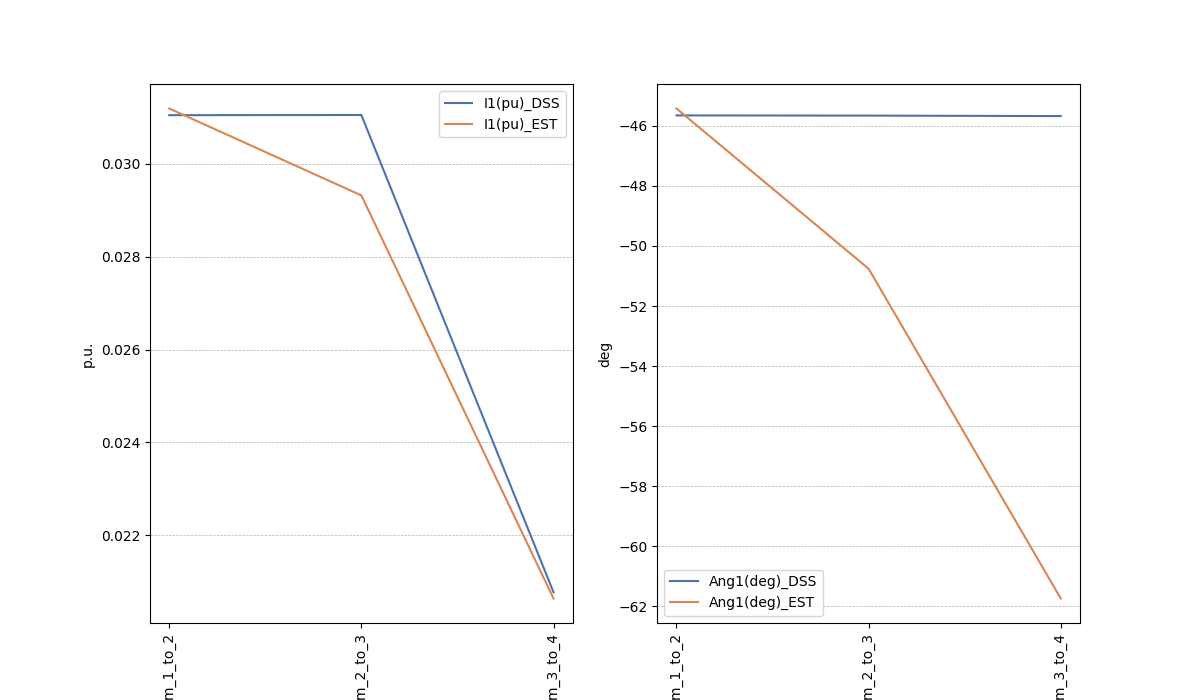 I1(pu)_DSS
I1(pu)_EST
0.030
0.028
0.026
0.024
0.022
p.u.
m_1_to_2
m_2_to_3
m_3_to_4
−46
−48
−50
−52
−54
−56
−58
−60
−62
deg
Ang1(deg)_DSS
Ang1(deg)_EST
m_1_to_2
m_2_to_3
m_3_to_4